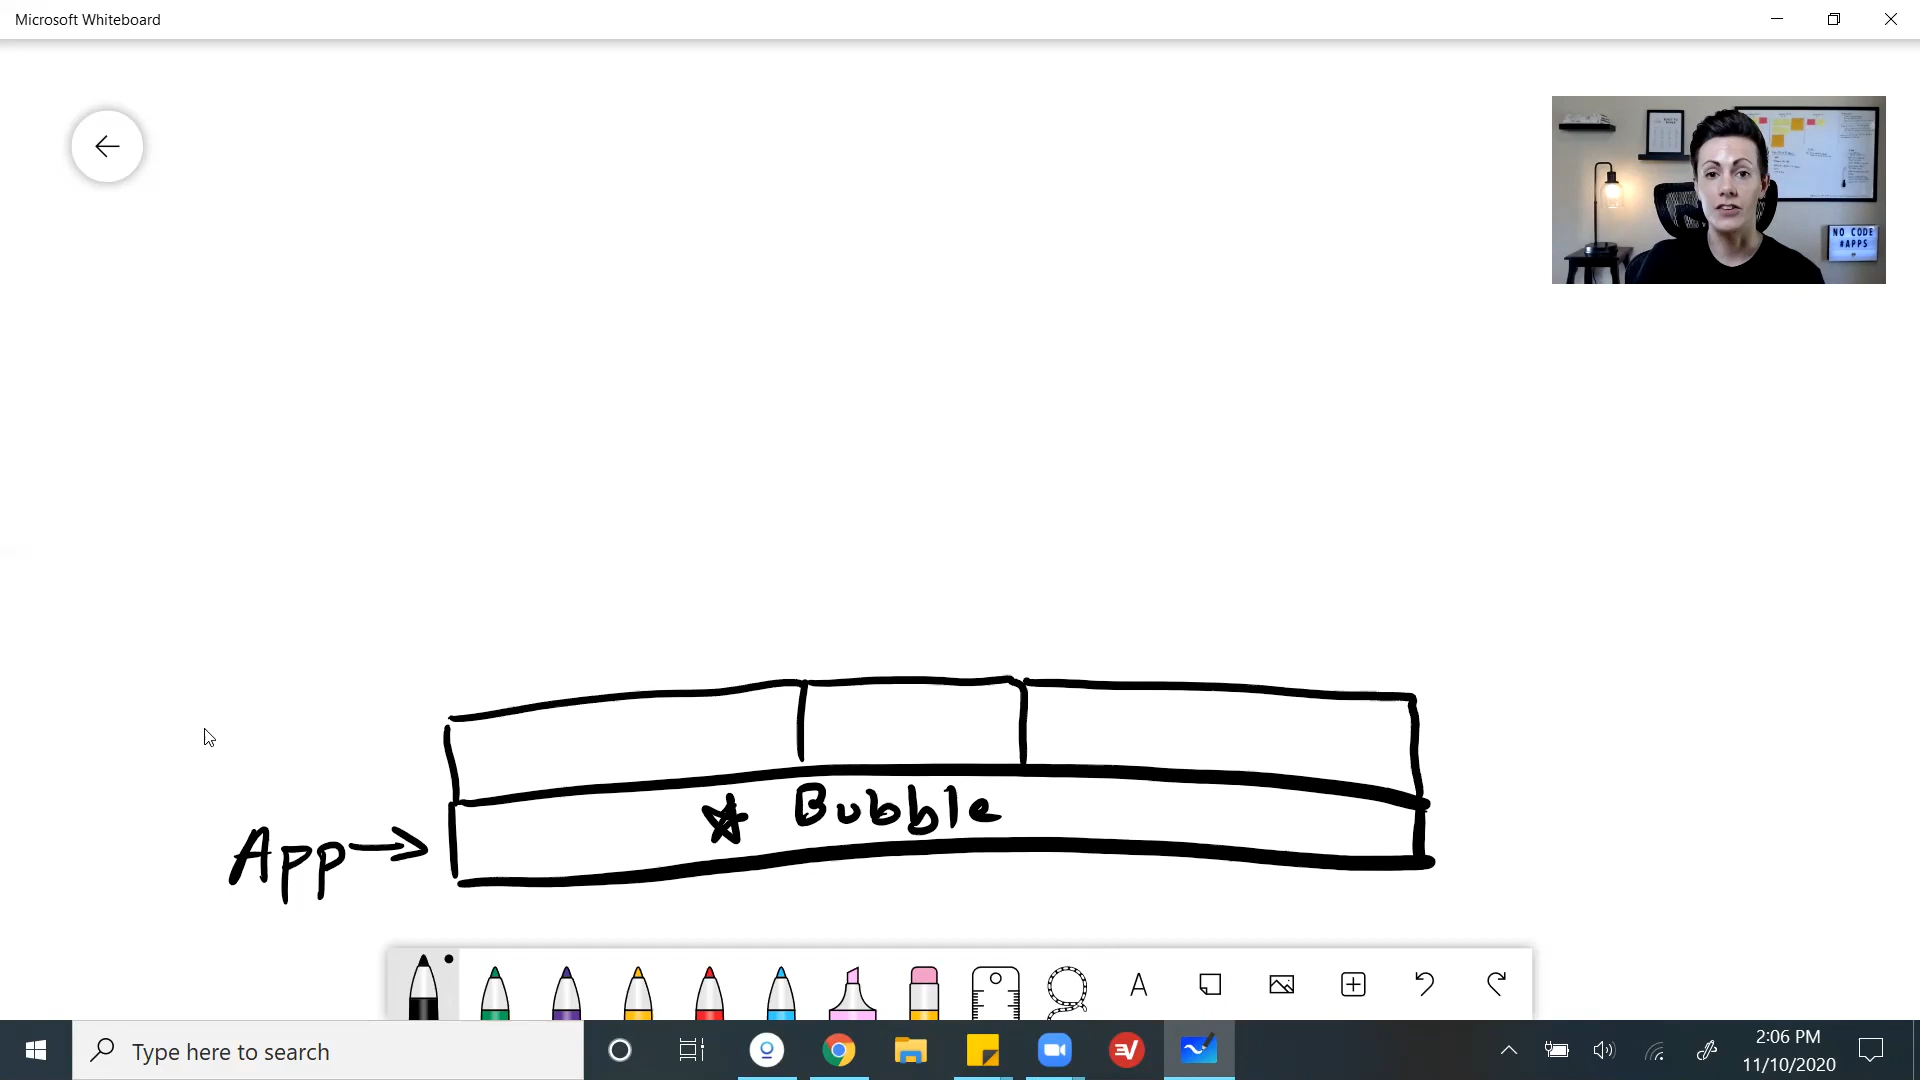 Microsoft Whiteboard
NO CODE
#APPS
★ Bubble
App→
Type here to search
2:06 PM
11/10/2020